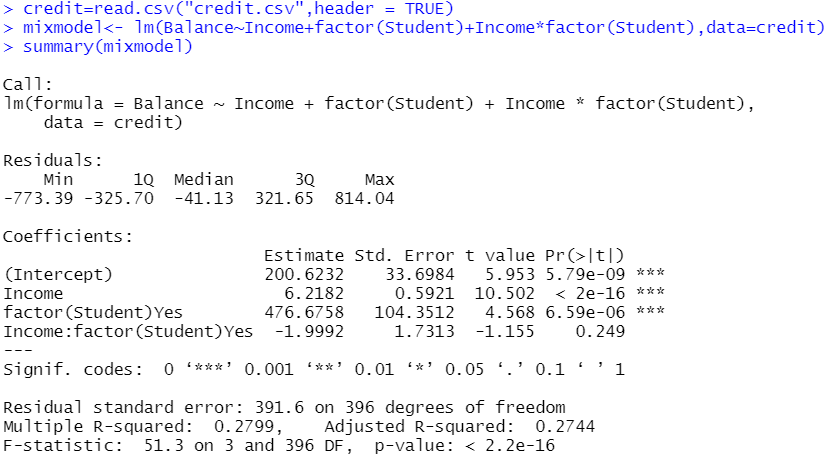 > credit=read.csv("credit.csv",header = TRUE)
> mixmodel<- lm(Balance~Income+factor(Student)+Income*factor(Student),data=credit)
> summary(mixmodel)
Call:
lm(formula = Balance ~ Income + factor(Student) + Income * factor(Student),
    data = credit)
Residuals:
    Min      1Q  Median      3Q     Max
-773.39 -325.70  -41.13  321.65  814.04
Coefficients:
                          Estimate Std. Error t value Pr(>|t|)
(Intercept)               200.6232    33.6984   5.953 5.79e-09 ***
Income                      6.2182     0.5921  10.502  < 2e-16 ***
factor(Student)Yes        476.6758   104.3512   4.568 6.59e-06 ***
Income:factor(Student)Yes  -1.9992     1.7313  -1.155    0.249
---
Signif. codes:  0 ‘***’ 0.001 ‘**’ 0.01 ‘*’ 0.05 ‘.’ 0.1 ‘ ’ 1
Residual standard error: 391.6 on 396 degrees of freedom
Multiple R-squared:  0.2799,    Adjusted R-squared:  0.2744
F-statistic:  51.3 on 3 and 396 DF,  p-value: < 2.2e-16